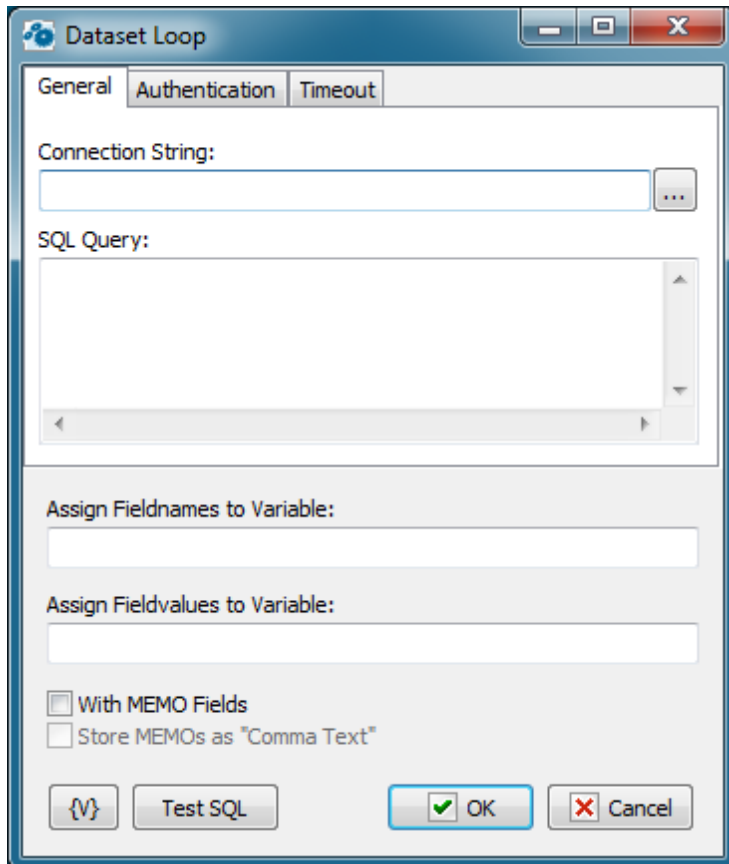 Dataset Loop
General Authentication Timeout
Connection String:
...
SQL Query:
Assign Fieldnames to Variable:
Assign Fieldvalues to Variable:
With MEMO Fields
Store MEMOs as "Comma Text"
{V} Test SQL OK Cancel